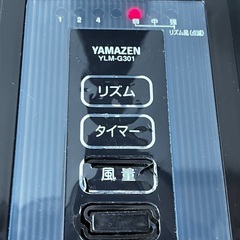 1 2 4 弱 中 強
リズム風(点滅)
YAMAZEN
YLM-G301
リズム
タイマー
風量